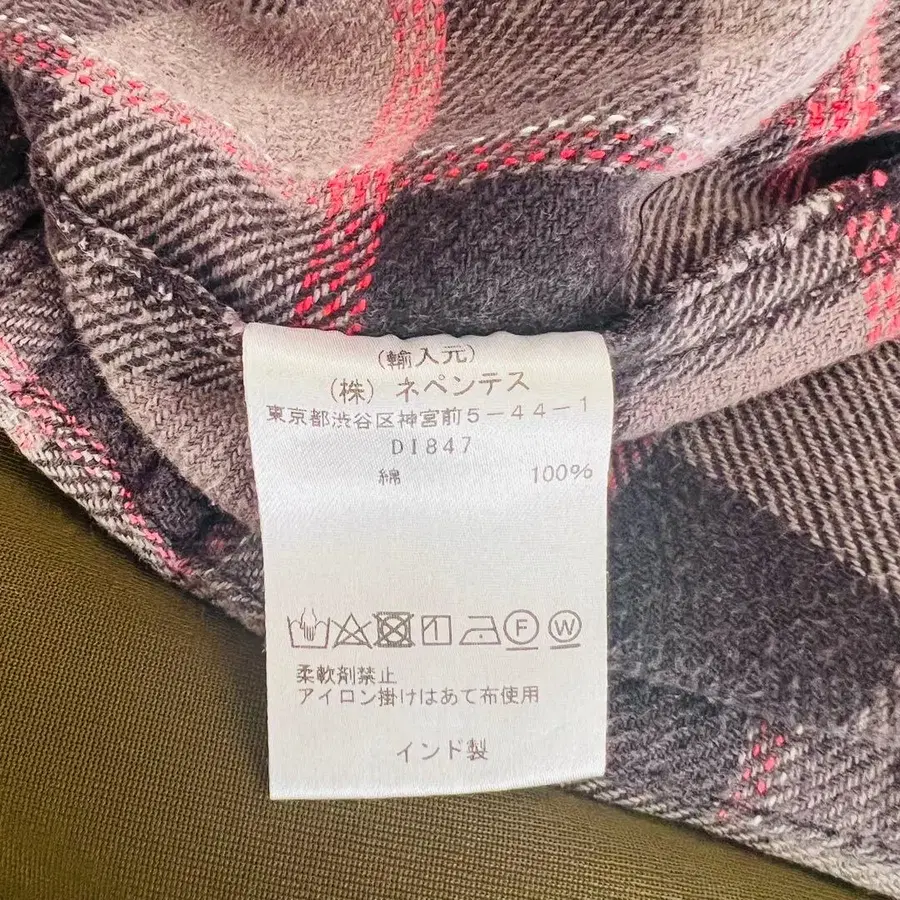 (輸入元)
(株) ネペンテス
東京都渋谷区神宮前5-44-1
DI847
綿 100%
F W
柔軟剤禁止
アイロン掛けはあて布使用
インド製